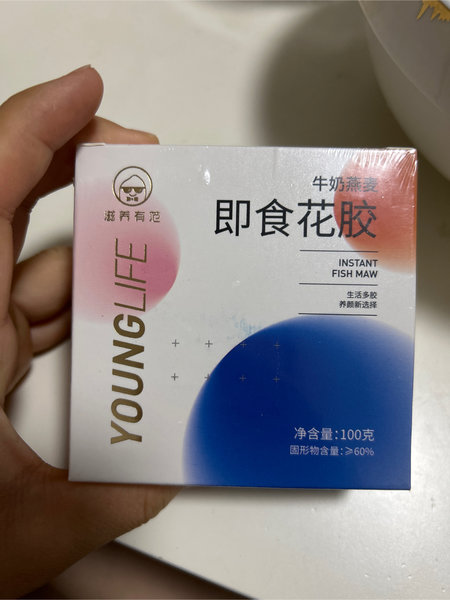 滋养有范
YOUNGLIFE
牛奶燕麦
即食花胶
INSTANT
FISH MAW
生活多胶
养颜新选择
净含量:100克
固形物含量:≥60%